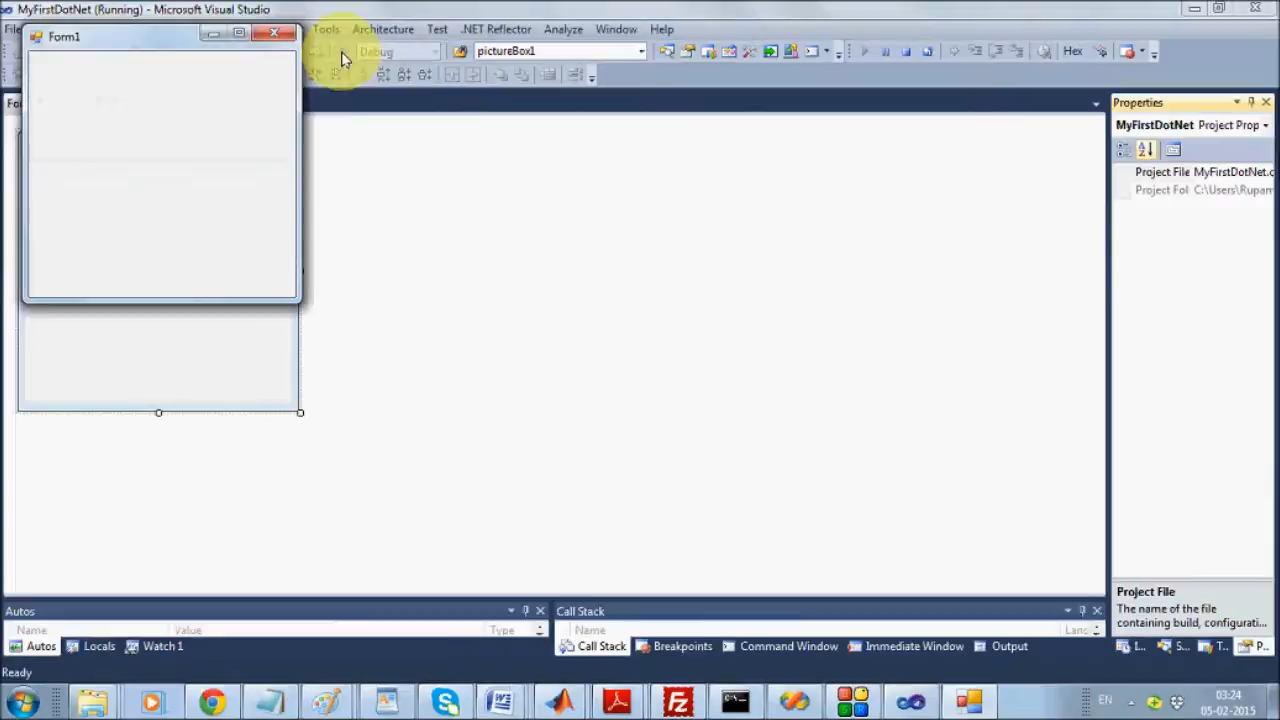 MyFirstDotNet (Running) - Microsoft Visual Studio
Tools Architecture Test .NET Reflector Analyze Window Help
Form1
Debug
pictureBox1
Hex
Properties
MyFirstDotNet Project Prop
Project File MyFirstDotNet.c
Project Fol C:\Users\Rupam
Project File
The name of the file
containing build, configurati...
Autos
Name Value Type
Autos Locals Watch 1
Call Stack
Name Lang
Call Stack Breakpoints Command Window Immediate Window Output
L... S... T... P...
Ready
EN
03:24
05-02-2015